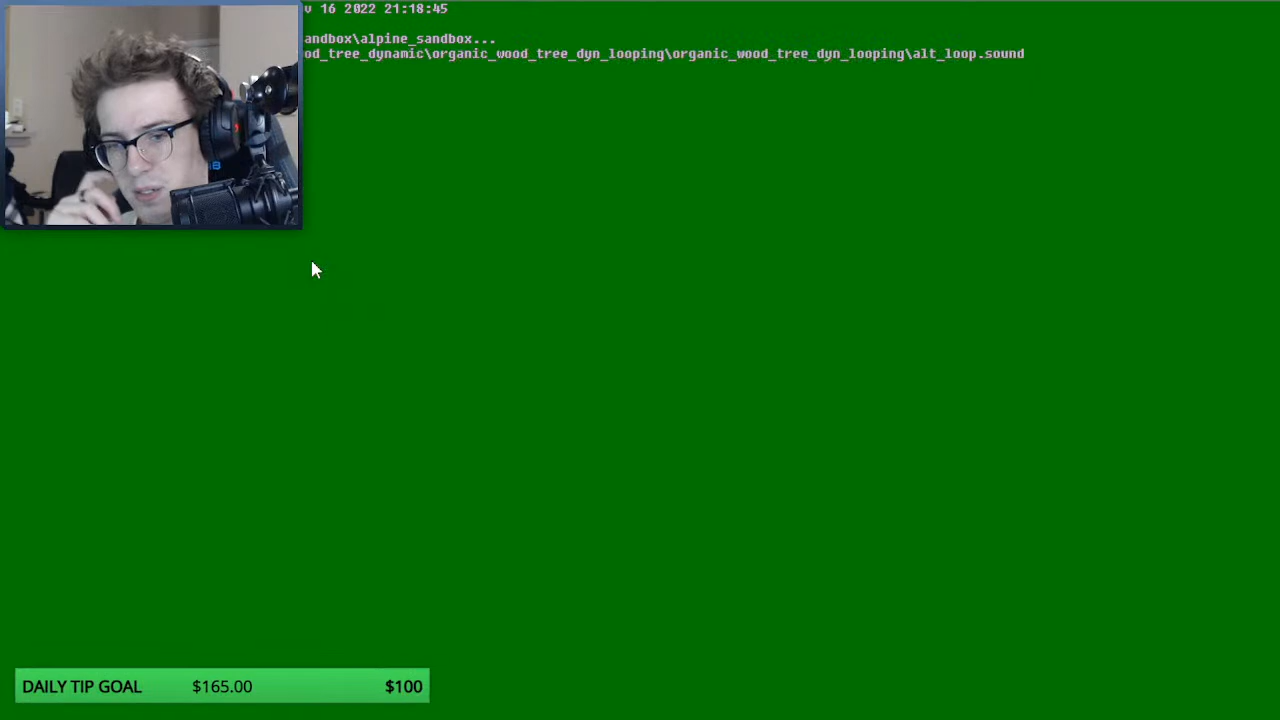 16 2022 21:18:45
andbox\alpine_sandbox...
od_tree_dynamic\organic_wood_tree_dyn_looping\organic_wood_tree_dyn_looping\alt_loop.sound
DAILY TIP GOAL $165.00 $100